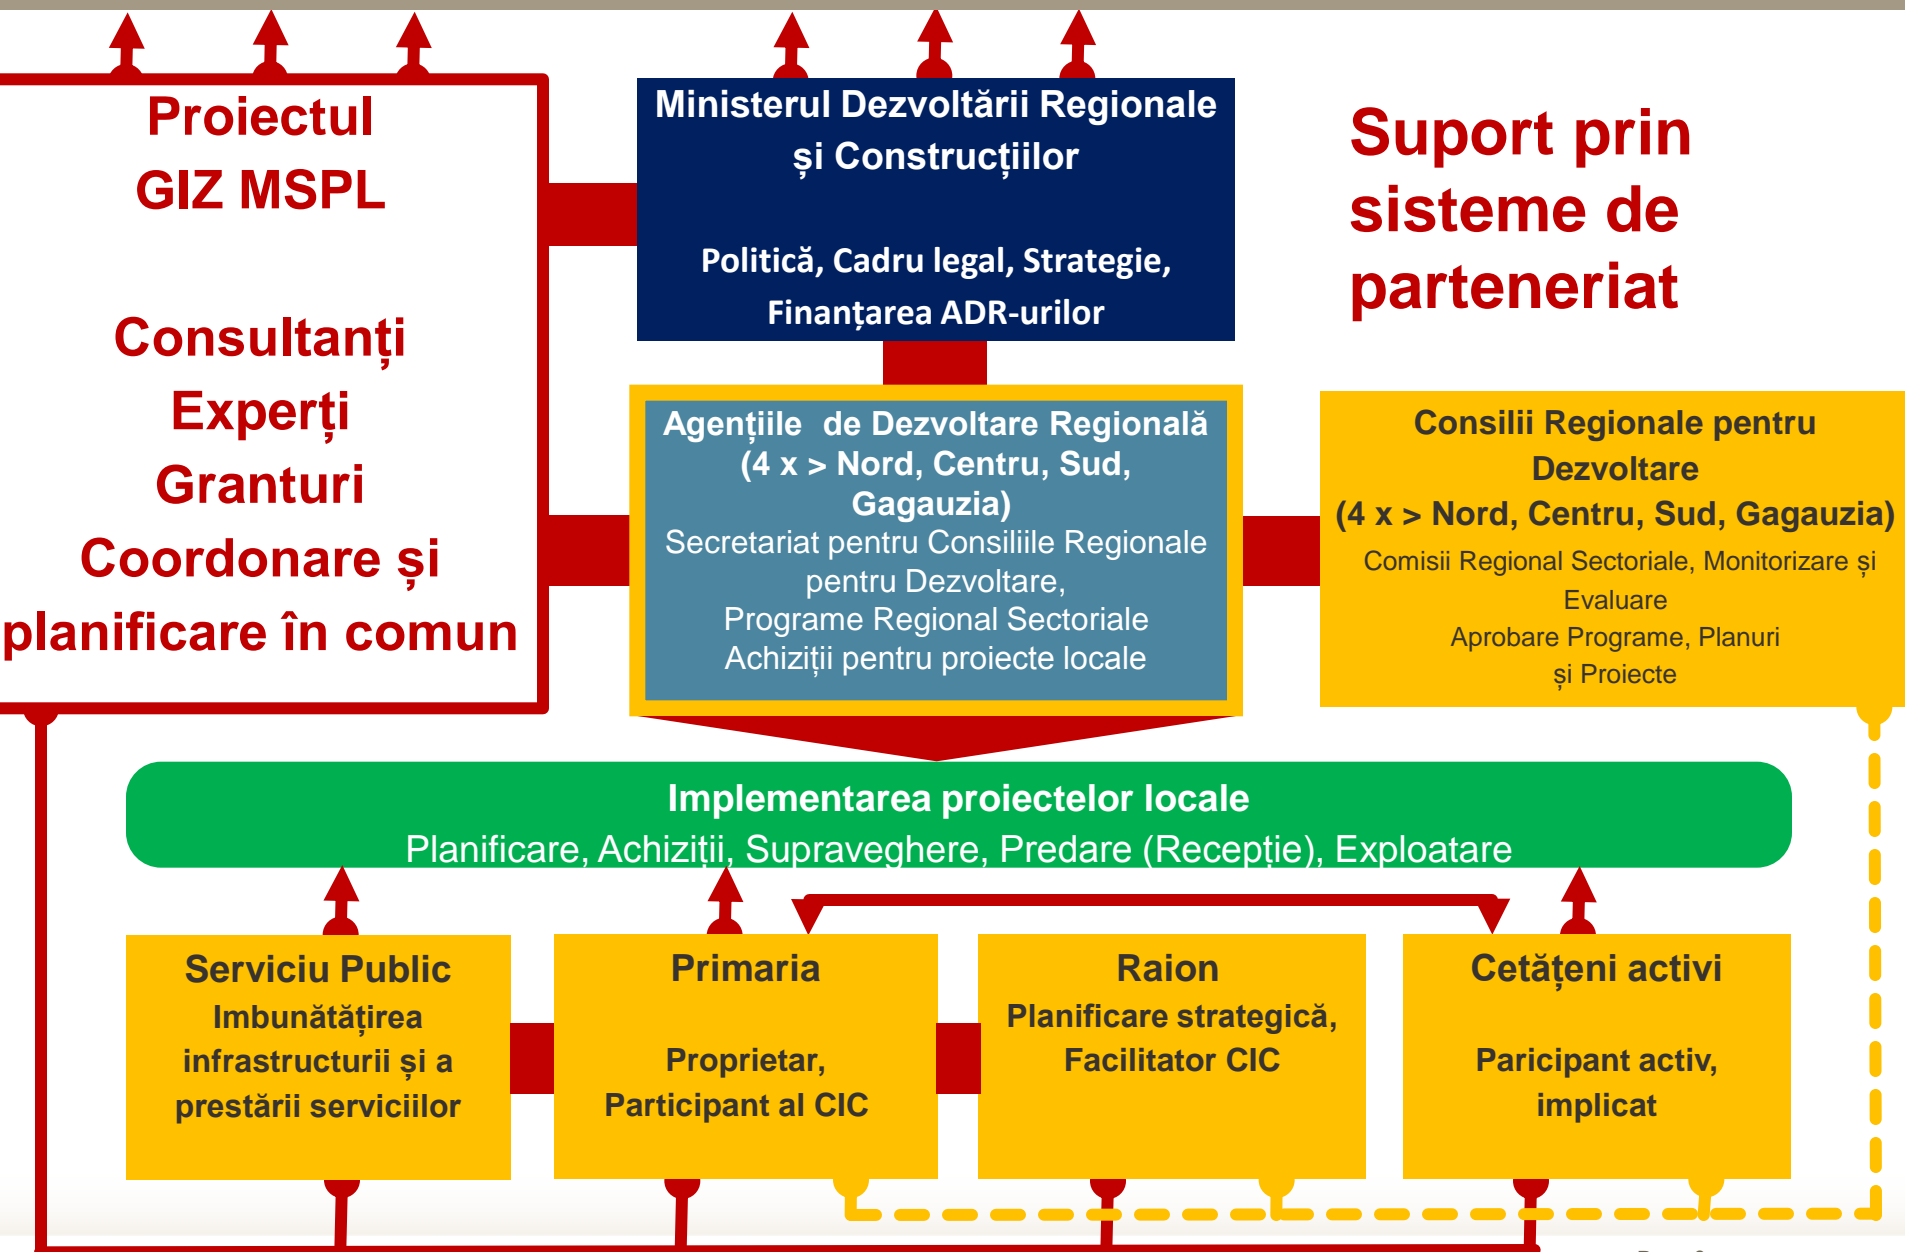 Proiectul
GIZ MSPL
Consultanți
Experți
Granturi
Coordonare și
planificare în comun
Ministerul Dezvoltării Regionale
și Construcțiilor
Politică, Cadru legal, Strategie,
Finanțarea ADR-urilor
Suport prin
sisteme de
parteneriat
Agențiile de Dezvoltare Regională
(4 x > Nord, Centru, Sud,
Gagauzia)
Secretariat pentru Consiliile Regionale
pentru Dezvoltare,
Programe Regional Sectoriale
Achiziții pentru proiecte locale
Consilii Regionale pentru
Dezvoltare
(4 x > Nord, Centru, Sud, Gagauzia)
Comisii Regional Sectoriale, Monitorizare și
Evaluare
Aprobare Programe, Planuri
și Proiecte
Implementarea proiectelor locale
Planificare, Achiziții, Supraveghere, Predare (Recepție), Exploatare
Serviciu Public
Imbunătățirea
infrastructurii și a
prestării serviciilor
Primaria
Proprietar,
Participant al CIC
Raion
Planificare strategică,
Facilitator CIC
Cetățeni activi
Paricipant activ,
implicat